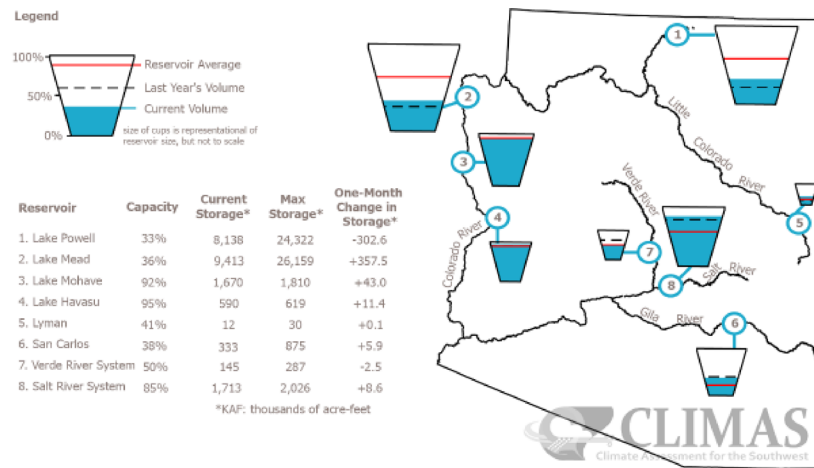 Legend
100%
50%
0%
Reservoir Average
Last Year's Volume
Current Volume
size of cups is representational of
reservoir size, but not to scale
Reservoir Capacity Current Storage* Max Storage* One-Month Change in Storage*
1. Lake Powell 33% 8,138 24,322 -302.6
2. Lake Mead 36% 9,413 26,159 +357.5
3. Lake Mohave 92% 1,670 1,810 +43.0
4. Lake Havasu 95% 590 619 +11.4
5. Lyman 41% 12 30 +0.1
6. San Carlos 38% 333 875 +5.9
7. Verde River System 50% 145 287 -2.5
8. Salt River System 85% 1,713 2,026 +8.6
*KAF: thousands of acre-feet
1
2
3
4
5
6
7
8
Little
Colorado
River
Verde River
Colorado River
Salt River
Gila River
CLIMAS
Climate Assessment for the Southwest